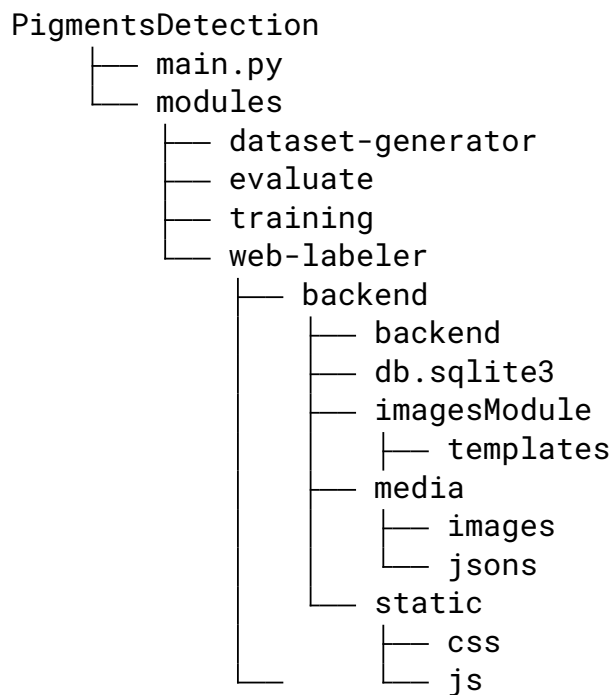 PigmentsDetection
main.py
modules
dataset-generator
evaluate
training
web-labeler
backend
backend
db.sqlite3
imagesModule
templates
media
images
jsons
static
css
js